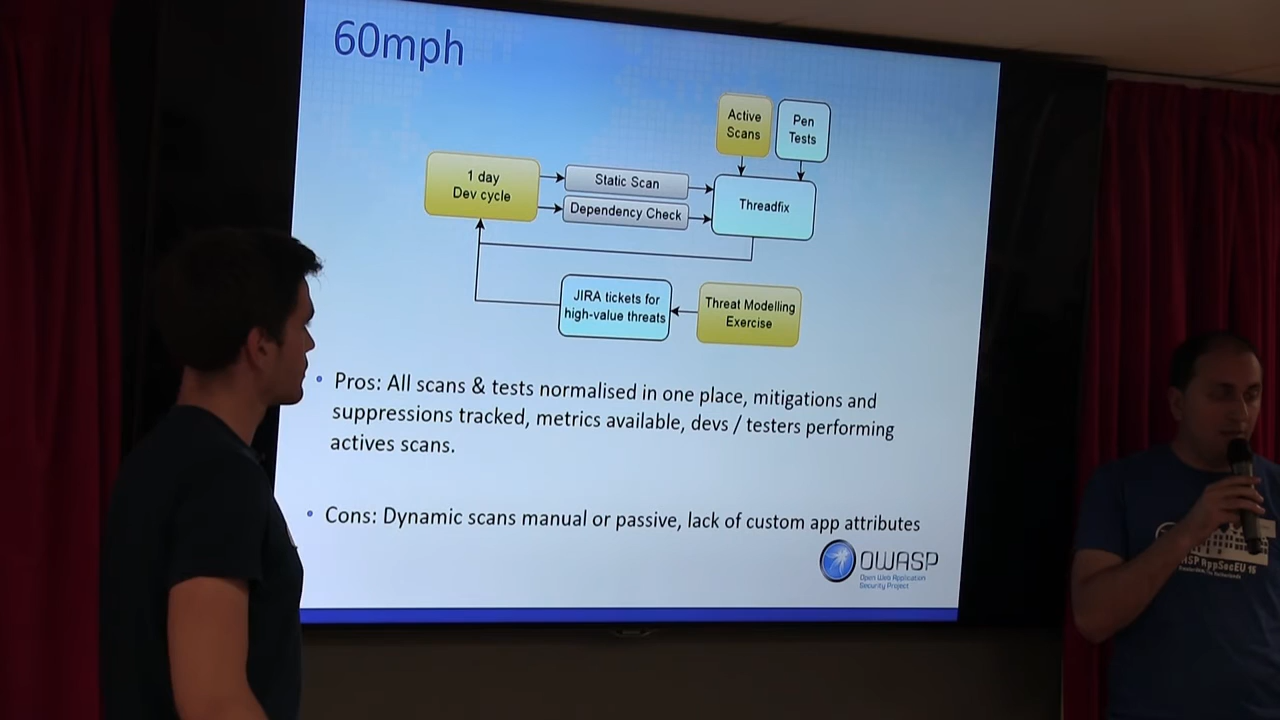 60mph
Active
Scans
Pen
Tests
1 day
Dev cycle
Static Scan
Dependency Check
Threadfix
JIRA tickets for
high-value threats
Threat Modelling
Exercise
• Pros: All scans & tests normalised in one place, mitigations and
suppressions tracked, metrics available, devs / testers performing
actives scans.
• Cons: Dynamic scans manual or passive, lack of custom app attributes
OWASP
Open Web Application
Security Project
SP AppSecEU 15